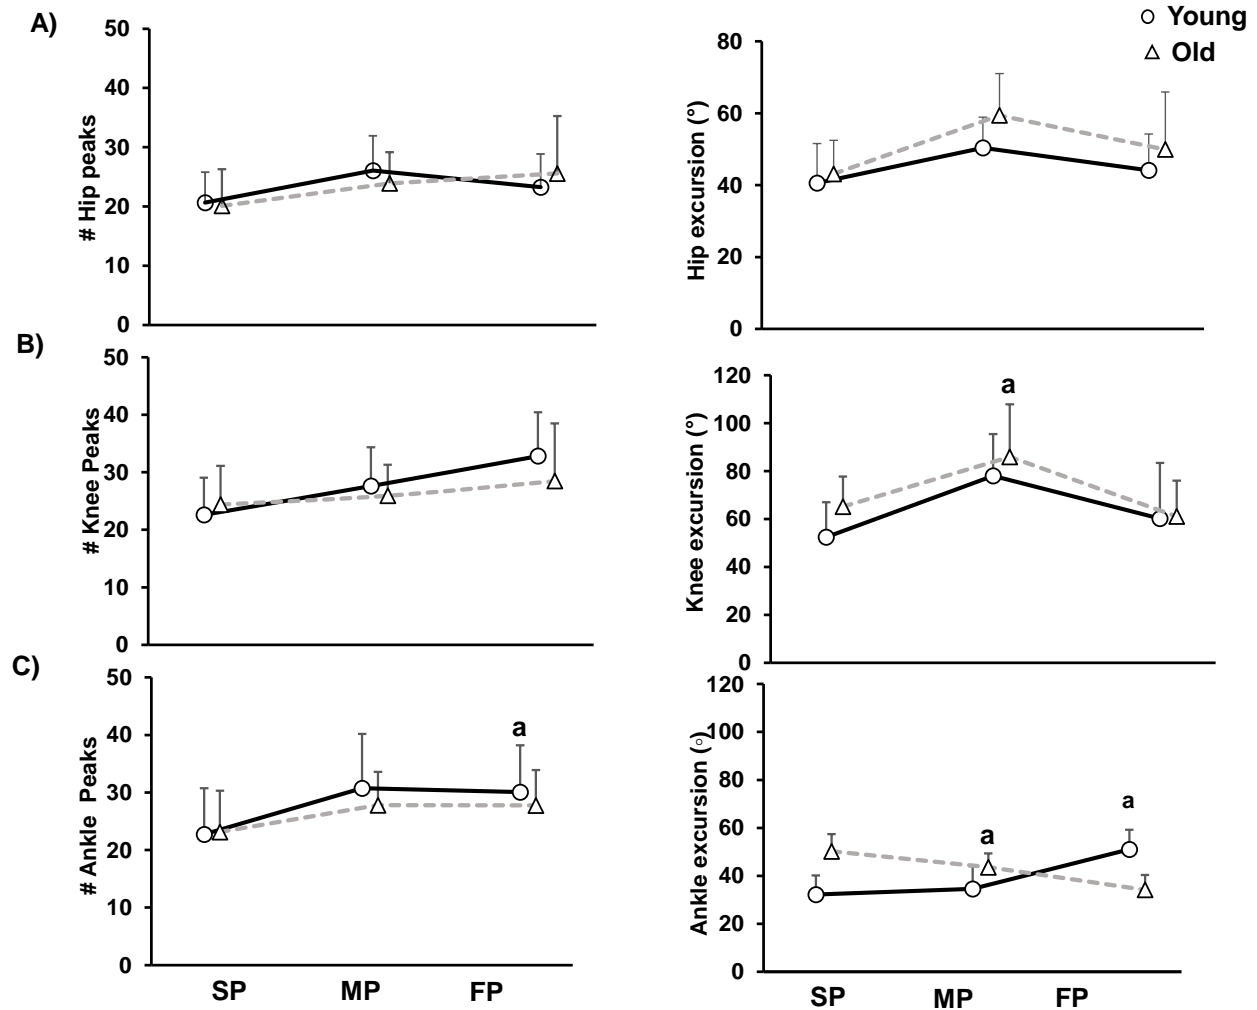 Young
Old
A)
50
40
30
20
10
0
# Hip peaks
80
60
40
20
0
Hip excursion (°)
B)
50
40
30
20
10
0
# Knee Peaks
120
100
80
60
40
20
0
Knee excursion (°)
a
C)
50
40
30
20
10
0
# Ankle Peaks
a
SP MP FP
120
100
80
60
40
20
0
Ankle excursion (°)
a
a
SP MP FP